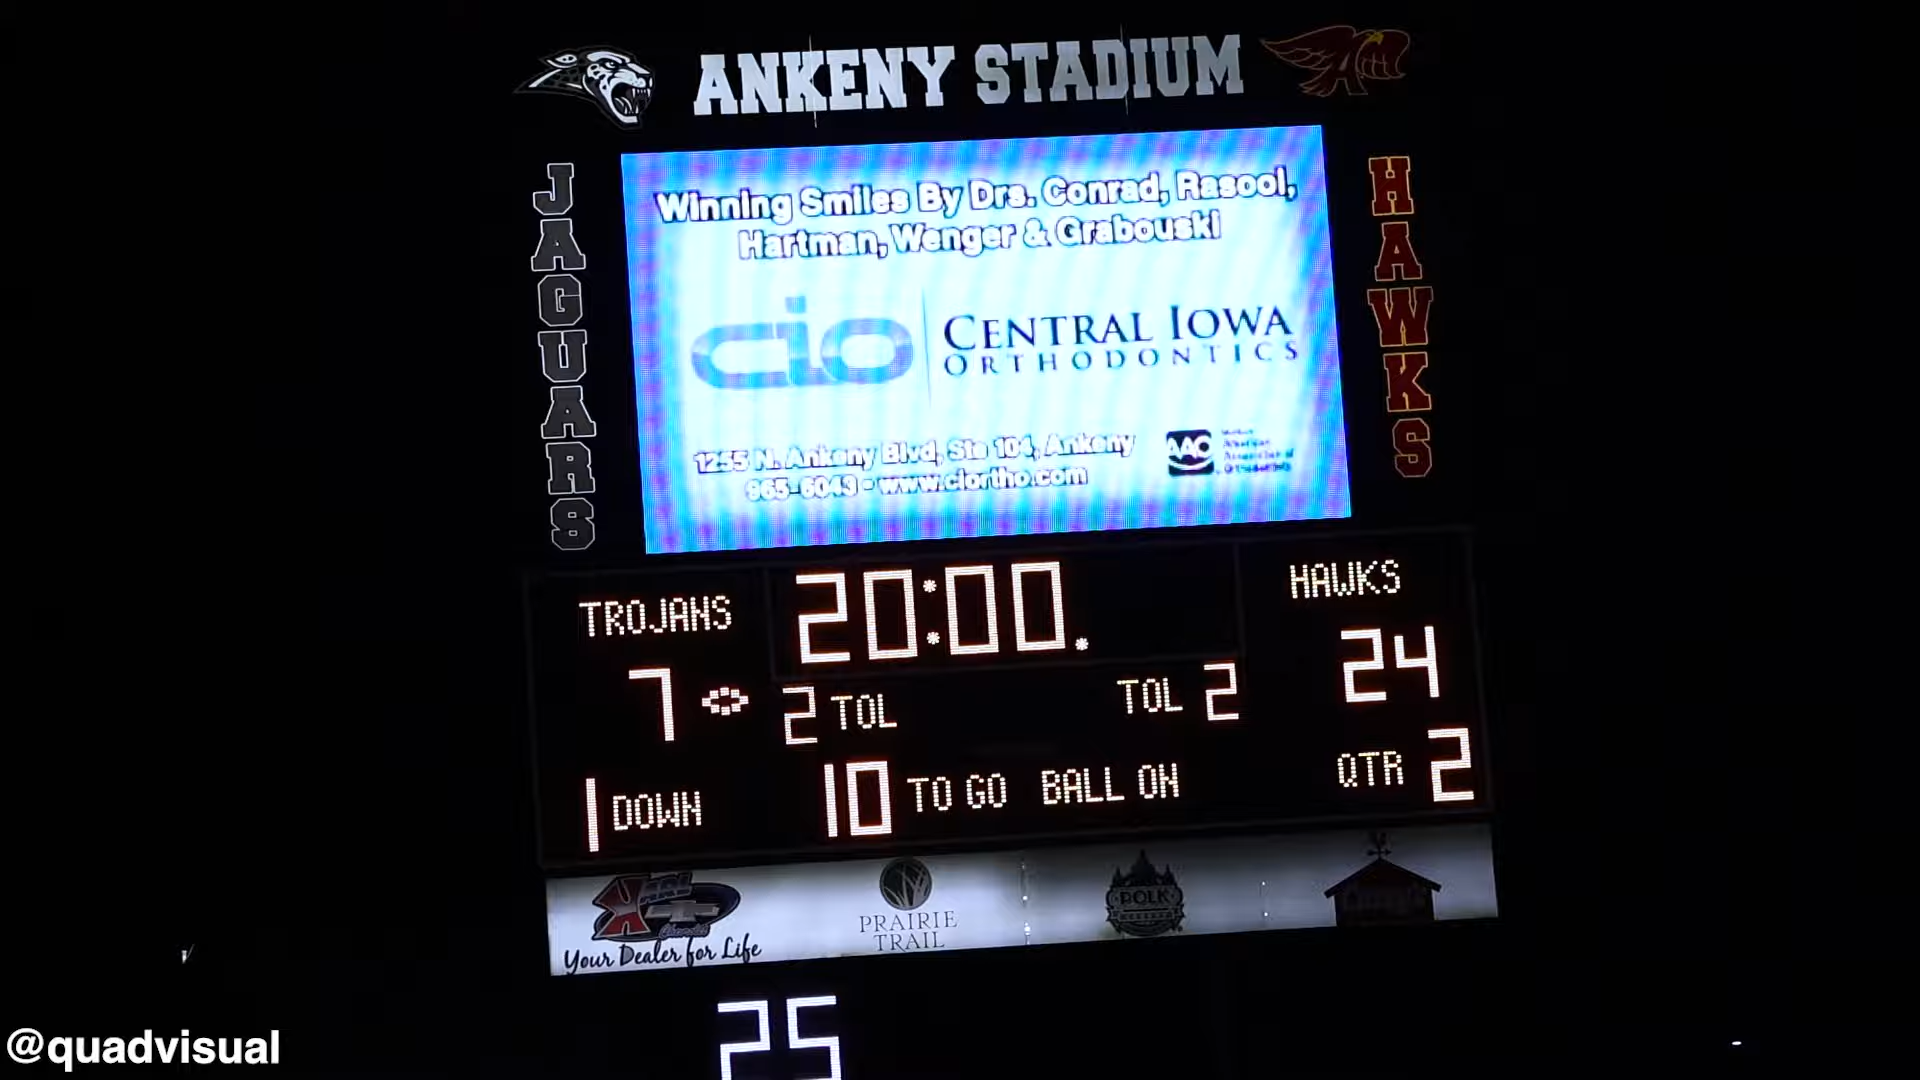 ANKENY STADIUM
JAGUARS
HAWKS
Winning Smiles By Drs. Conrad, Rasool,
Hartman, Wenger & Grabouski
cio
CENTRAL IOWA
ORTHODONTICS
1255 N. Ankeny Blvd, Ste 104, Ankeny
965-6043 • www.ciortho.com
AAO
TROJANS
20:00.
HAWKS
7
2 TOL
TOL 2
24
1 DOWN
10 TO GO
BALL ON
QTR 2
KARL
Chevrolet
Your Dealer for Life
PRAIRIE
TRAIL
POLK
25
@quadvisual